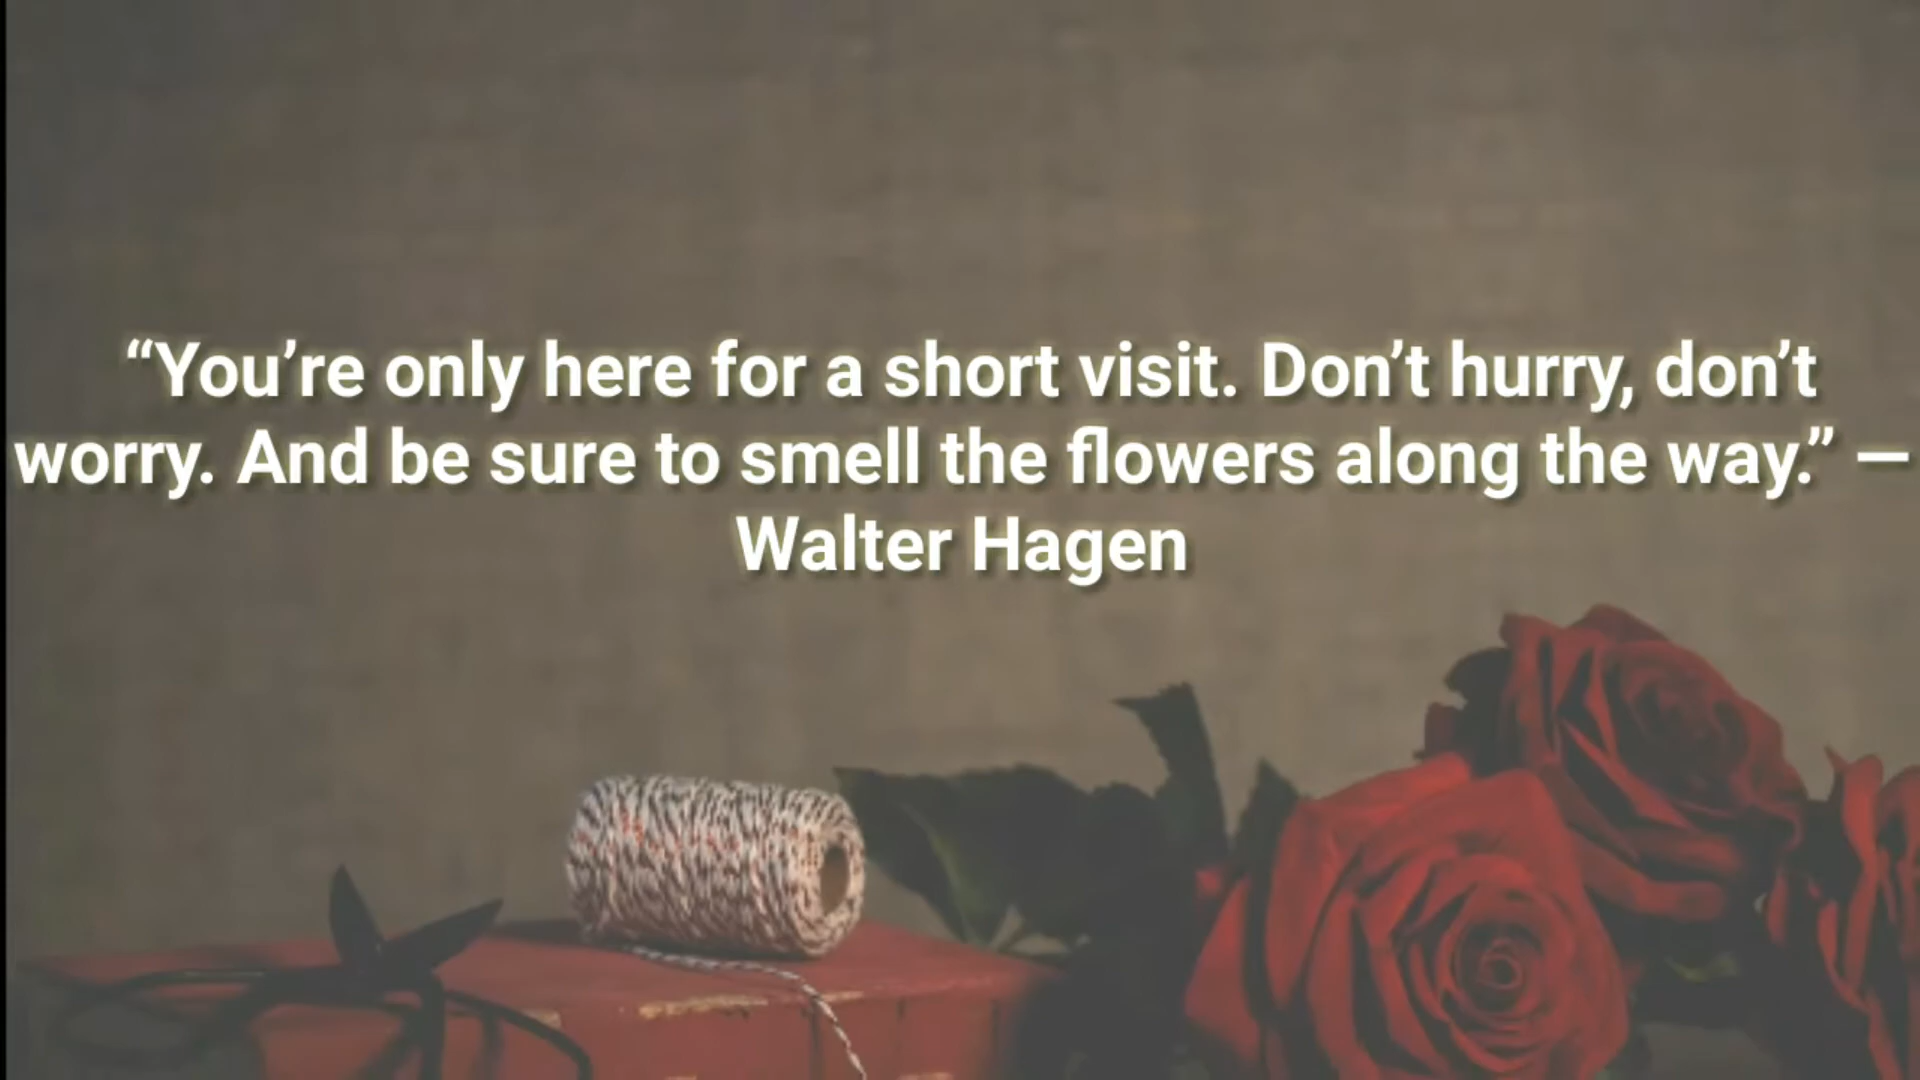 “You’re only here for a short visit. Don’t hurry, don’t
worry. And be sure to smell the flowers along the way.” —
Walter Hagen